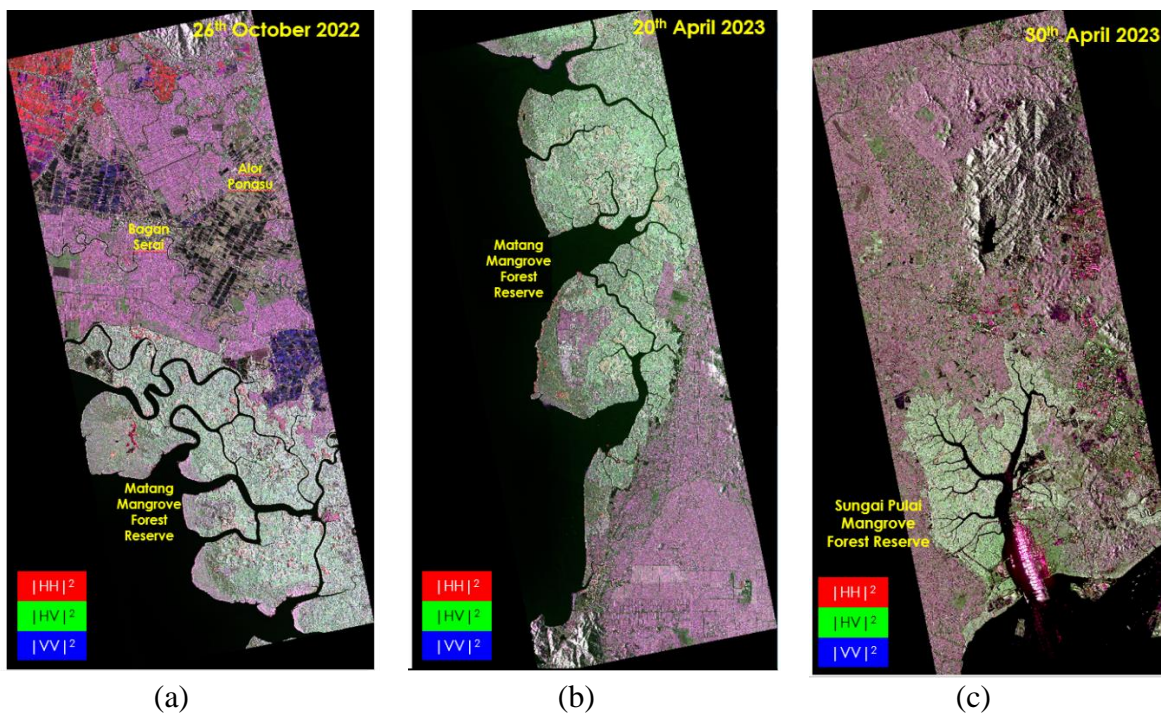 26th October 2022
Alor
Pongsu
Bagan
Serai
Matang
Mangrove
Forest
Reserve
|HH|²
|HV|²
|VV|²
(a)
20th April 2023
Matang
Mangrove
Forest
Reserve
|HH|²
|HV|²
|VV|²
(b)
30th April 2023
Sungai Pulai
Mangrove
Forest Reserve
|HH|²
|HV|²
|VV|²
(c)